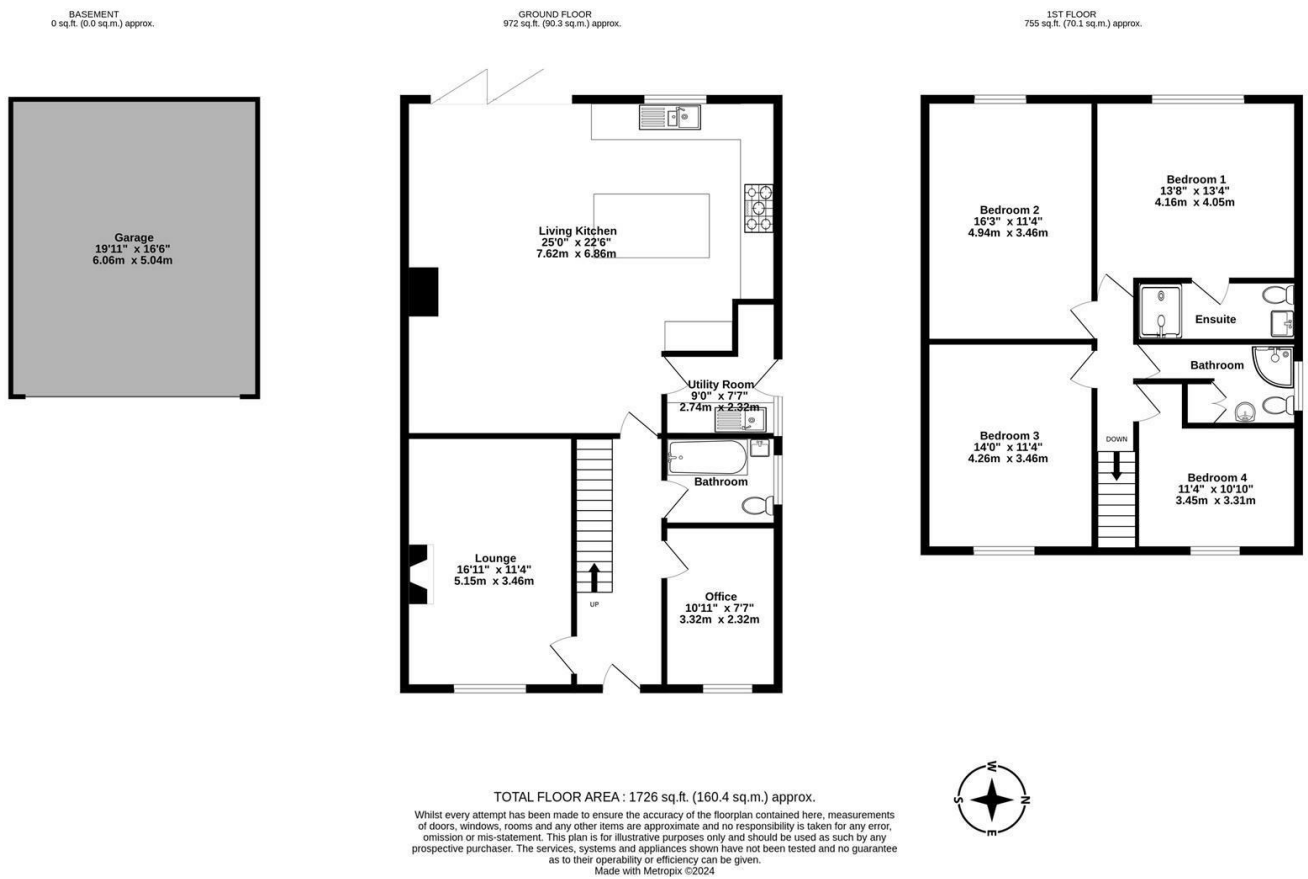 BASEMENT
0 sq.ft. (0.0 sq.m.) approx.
GROUND FLOOR
972 sq.ft. (90.3 sq.m.) approx.
1ST FLOOR
755 sq.ft. (70.1 sq.m.) approx.
Garage
19'11" x 16'6"
6.06m x 5.04m
Living Kitchen
25'0" x 22'6"
7.62m x 6.86m
Utility Room
9'0" x 7'7"
2.74m x 2.32m
Bathroom
Lounge
16'11" x 11'4"
5.15m x 3.46m
UP
Office
10'11" x 7'7"
3.32m x 2.32m
Bedroom 2
16'3" x 11'4"
4.94m x 3.46m
Bedroom 1
13'8" x 13'4"
4.16m x 4.05m
Ensuite
Bathroom
Bedroom 3
14'0" x 11'4"
4.26m x 3.46m
DOWN
Bedroom 4
11'4" x 10'10"
3.45m x 3.31m
W
N
S
E
TOTAL FLOOR AREA : 1726 sq.ft. (160.4 sq.m.) approx.
Whilst every attempt has been made to ensure the accuracy of the floorplan contained here, measurements
of doors, windows, rooms and any other items are approximate and no responsibility is taken for any error,
omission or mis-statement. This plan is for illustrative purposes only and should be used as such by any
prospective purchaser. The services, systems and appliances shown have not been tested and no guarantee
as to their operability or efficiency can be given.
Made with Metropix ©2024